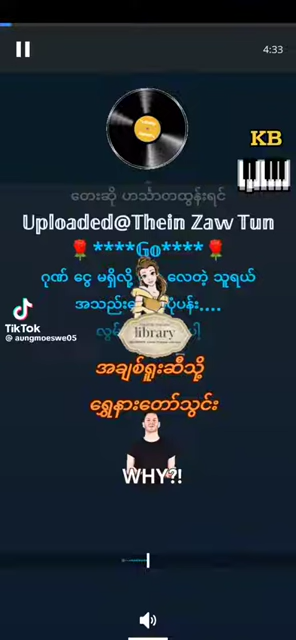 4:33
KB
တေးဆို ဟင်္သာတထွန်းရင်
Uploaded@Thein Zaw Tun
****Go****
ဂုဏ် ငွေ မရှိလို့ လေတဲ့ သူရယ်
အသည်း ပုံပန်း....
library
TikTok
@ aungmoeswe05
အချစ်ရူးဆီသို့
ရွှေနားတော်သွင်း
WHY?!